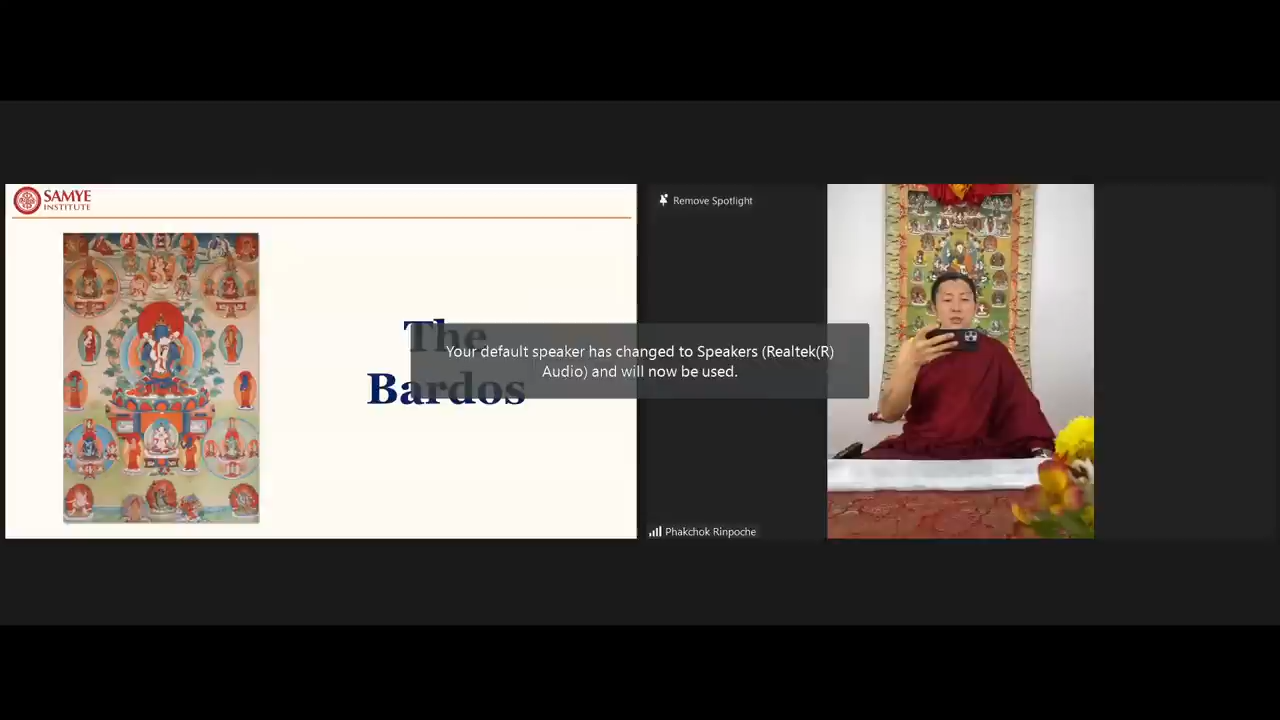 SAMYE
INSTITUTE
The
Bardos
Your default speaker has changed to Speakers (Realtek(R)
Audio) and will now be used.
Remove Spotlight
Phakchok Rinpoche